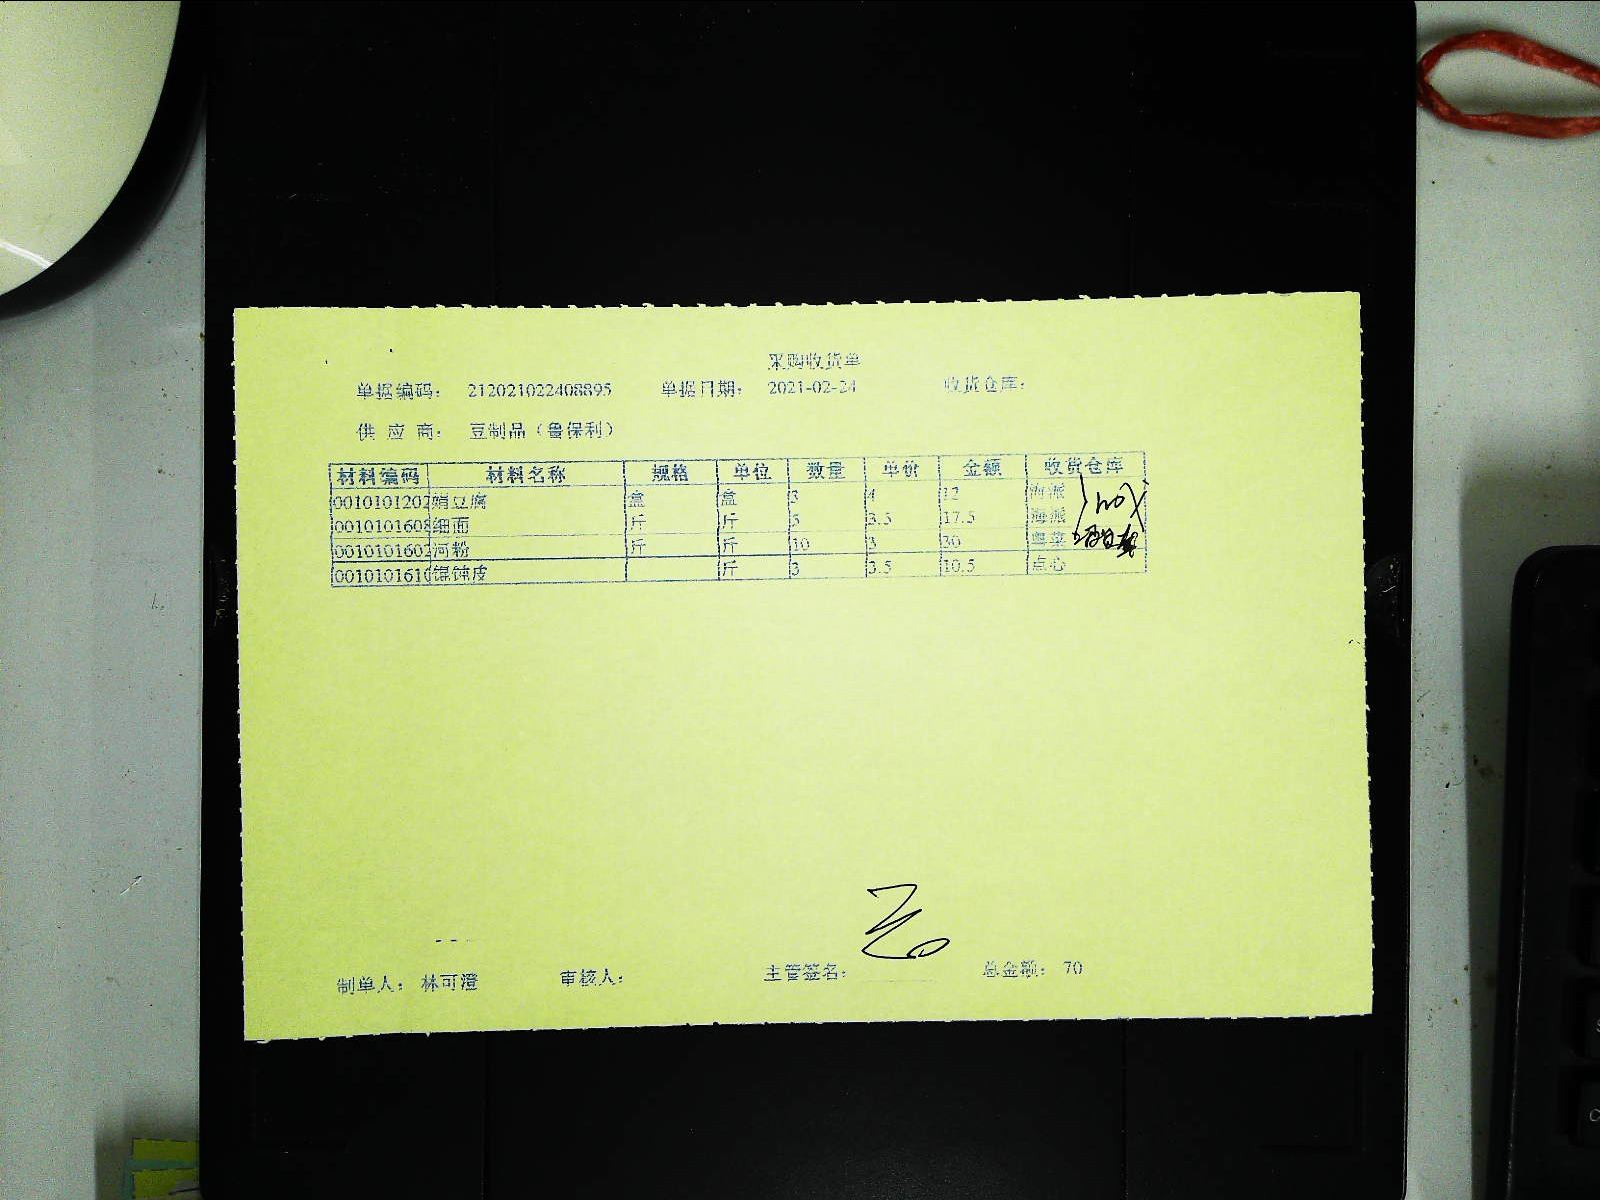 采购收货单
单据编码： 212021022408895 单据日期： 2021-02-24 收货仓库：
供 应 商： 豆制品（鲁保利）
材料编码 材料名称 规格 单位 数量 单价 金额 收货仓库
0010101202 绢豆腐 盒 盒 3 4 12 海派
0010101608 细面 斤 斤 5 3.5 17.5 海派
0010101602 河粉 斤 斤 10 3 30 粤菜
0010101610 馄饨皮 斤 3 3.5 10.5 点心
制单人： 林可澄 审核人： 主管签名： 总金额： 70